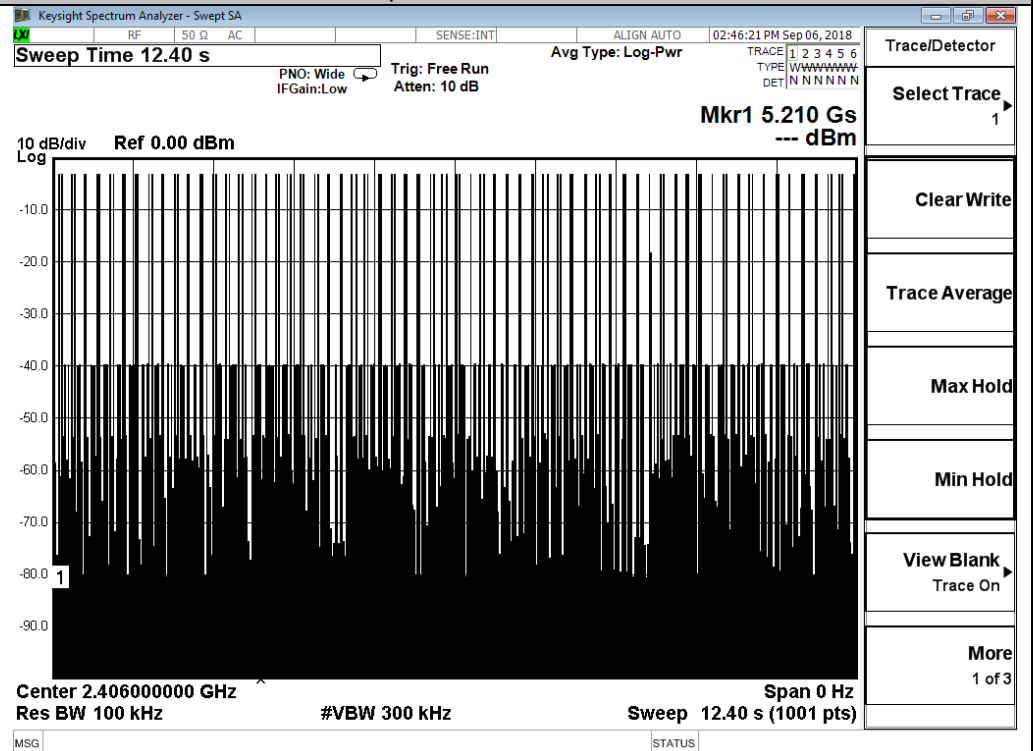 Keysight Spectrum Analyzer - Swept SA
LXI RF 50 Ω AC SENSE:INT ALIGN AUTO 02:46:21 PM Sep 06, 2018
Sweep Time 12.40 s
PNO: Wide
IFGain:Low
Trig: Free Run
Atten: 10 dB
Avg Type: Log-Pwr
TRACE 1 2 3 4 5 6
TYPE WWWWWW
DET N N N N N N
Mkr1 5.210 Gs
--- dBm
10 dB/div Ref 0.00 dBm
Log
-10.0
-20.0
-30.0
-40.0
-50.0
-60.0
-70.0
-80.0
-90.0
1
Center 2.406000000 GHz Span 0 Hz
Res BW 100 kHz #VBW 300 kHz Sweep 12.40 s (1001 pts)
MSG STATUS
Trace/Detector
Select Trace
1
Clear Write
Trace Average
Max Hold
Min Hold
View Blank
Trace On
More
1 of 3